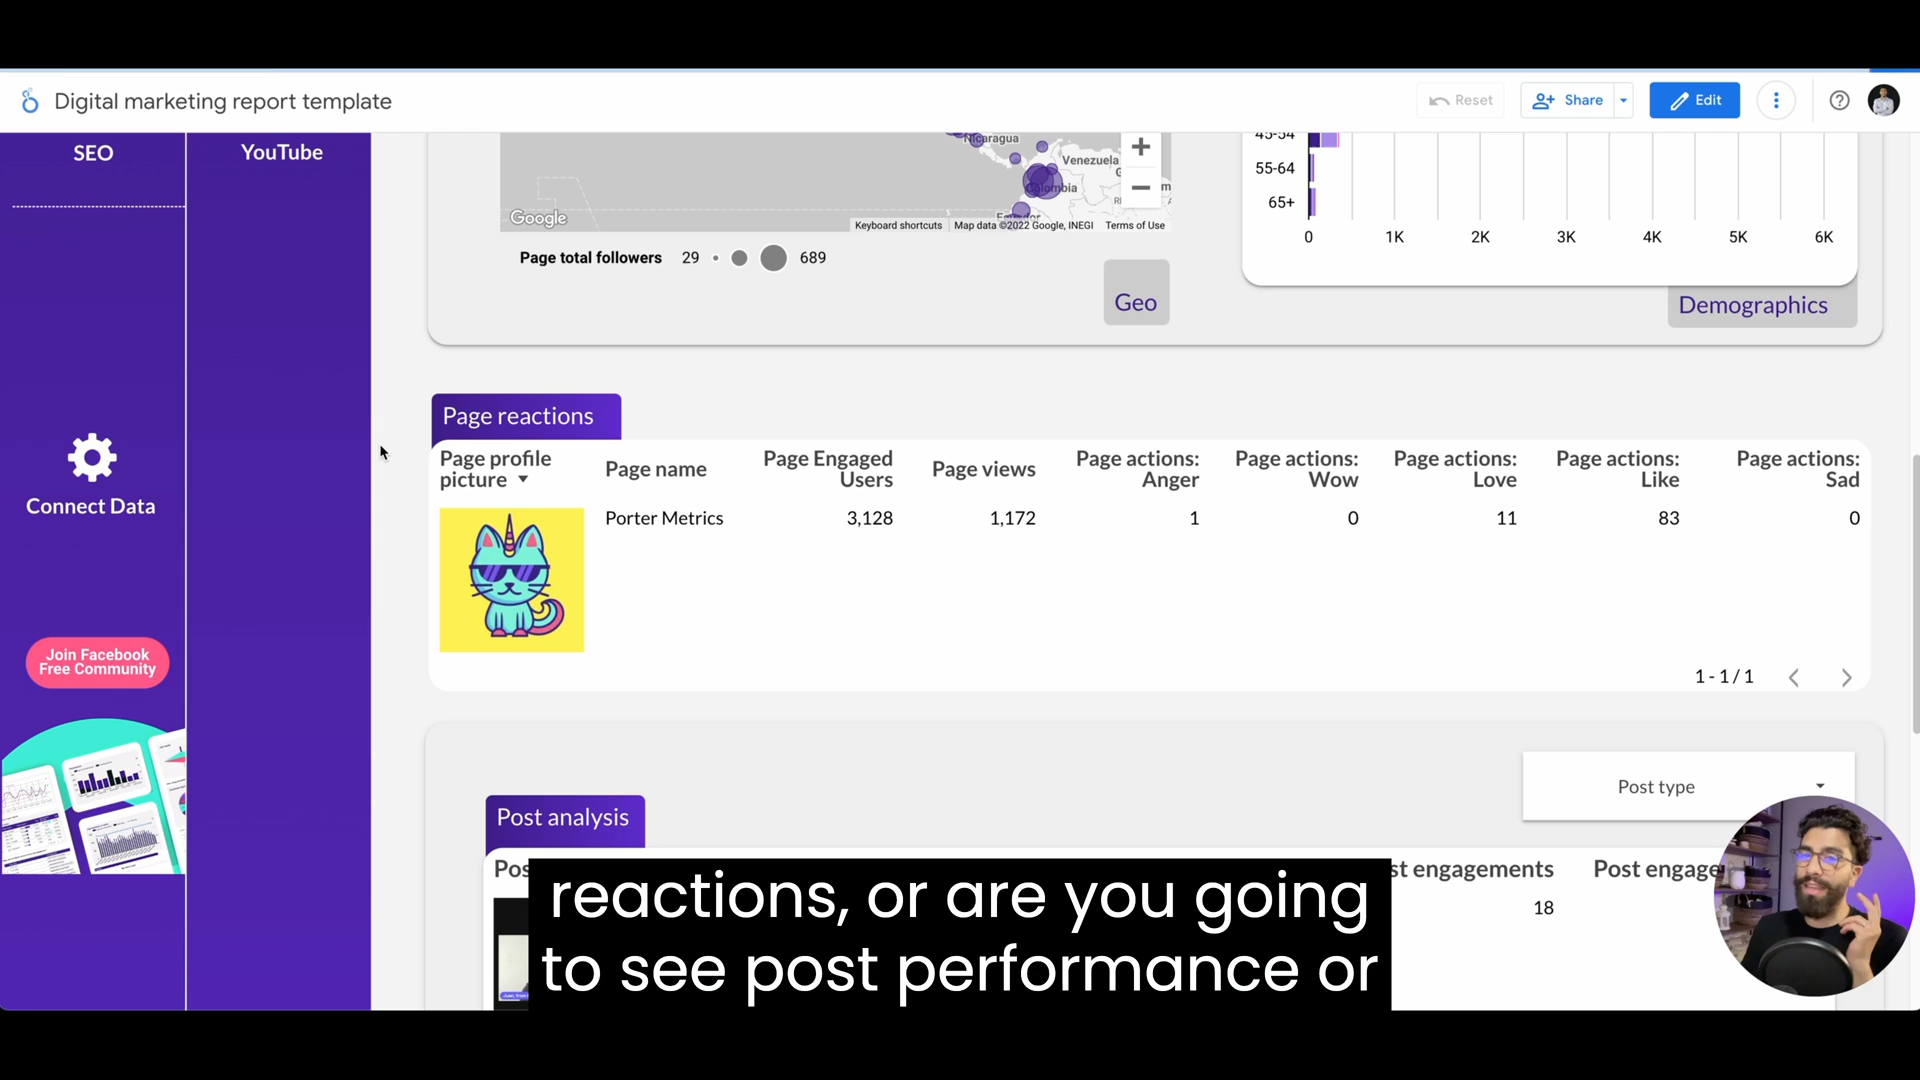 Digital marketing report template
Reset
Share
Edit
SEO
YouTube
Connect Data
Join Facebook
Free Community
Nicaragua
Venezuela
Colombia
Google
Keyboard shortcuts
Map data ©2022 Google, INEGI
Terms of Use
Page total followers 29 689
Geo
45-54
55-64
65+
0 1K 2K 3K 4K 5K 6K
Demographics
Page reactions
Page profile picture
Page name
Page Engaged Users
Page views
Page actions: Anger
Page actions: Wow
Page actions: Love
Page actions: Like
Page actions: Sad
Porter Metrics 3,128 1,172 1 0 11 83 0
1 - 1 / 1
Post type
Post analysis
Pos
st engagements
Post engage
18
reactions, or are you going
to see post performance or